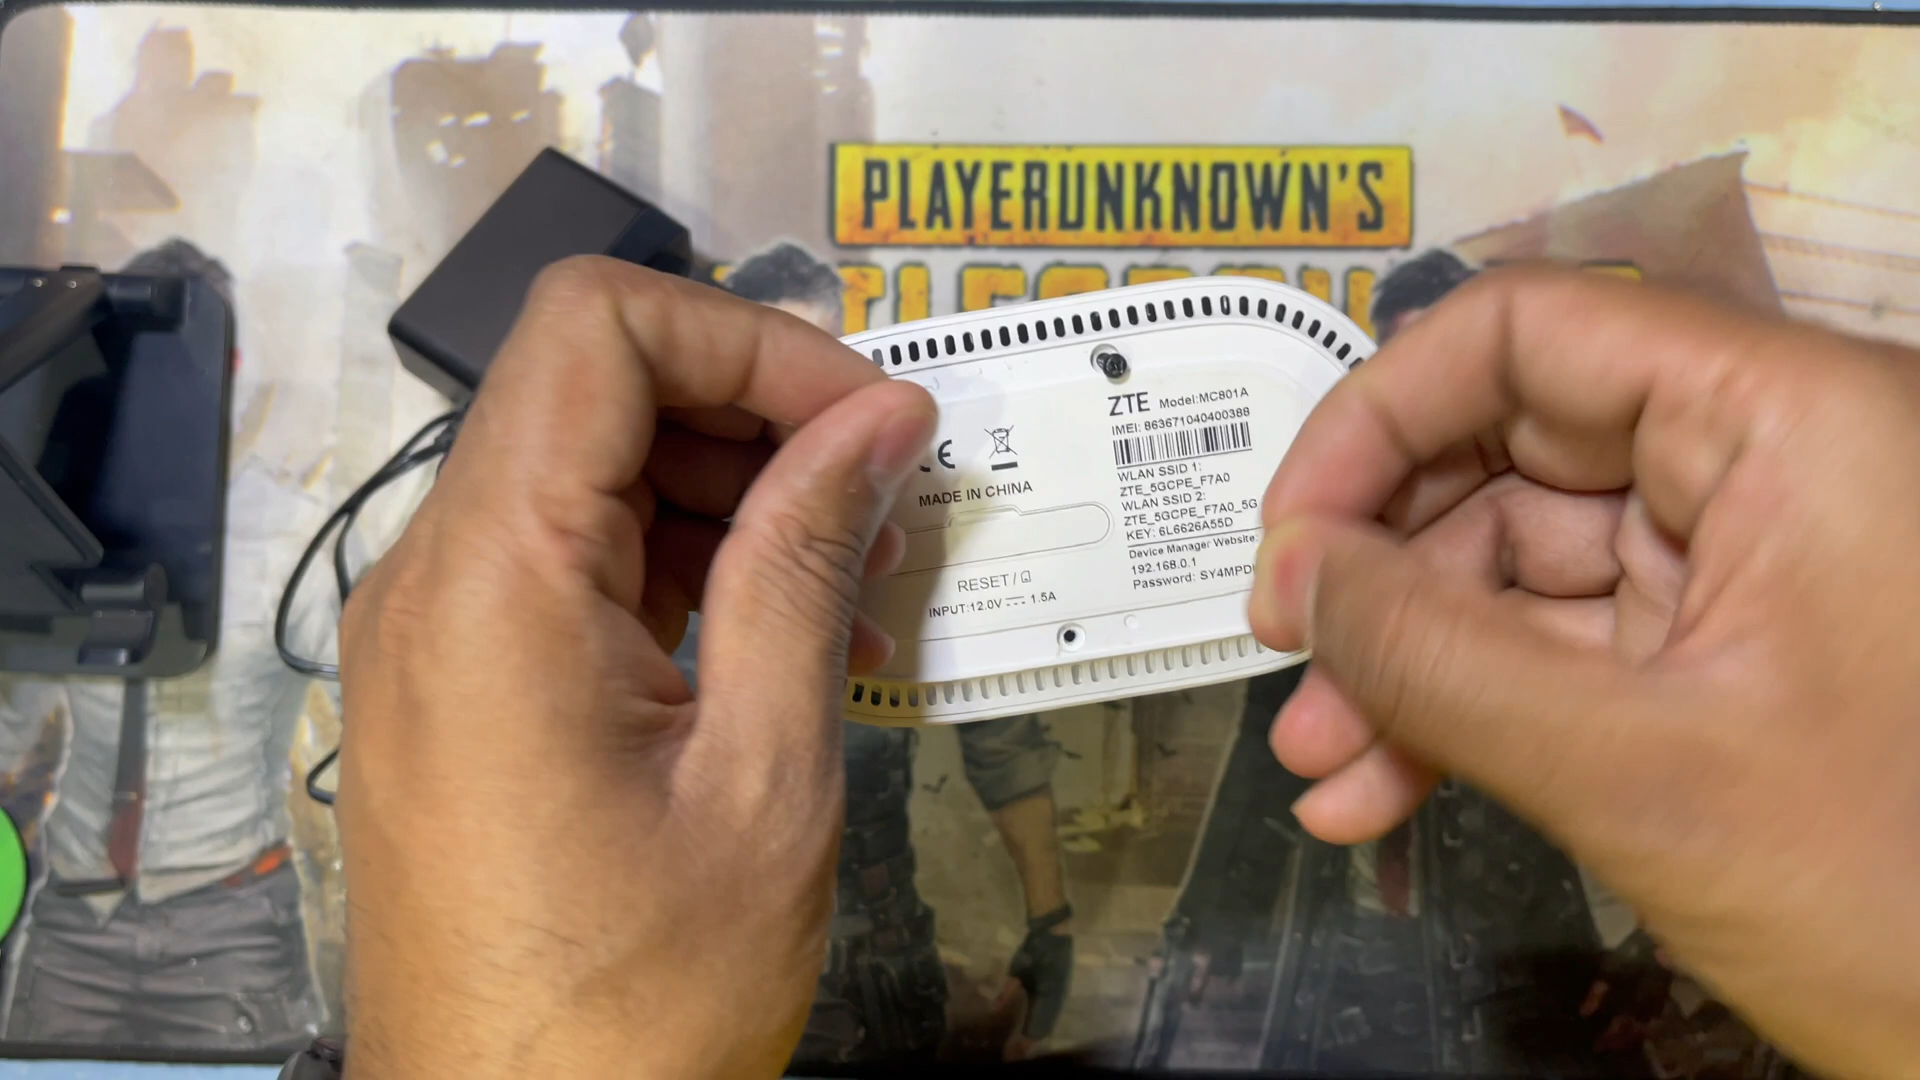 PLAYERUNKNOWN'S
ZTE Model:MC801A
IMEI: 863671040400388
CE
MADE IN CHINA
WLAN SSID 1:
ZTE_5GCPE_F7A0
WLAN SSID 2:
ZTE_5GCPE_F7A0_5G
KEY: 6L6626A55D
Device Manager Website:
192.168.0.1
Password: SY4MPD
RESET /
INPUT:12.0V 1.5A